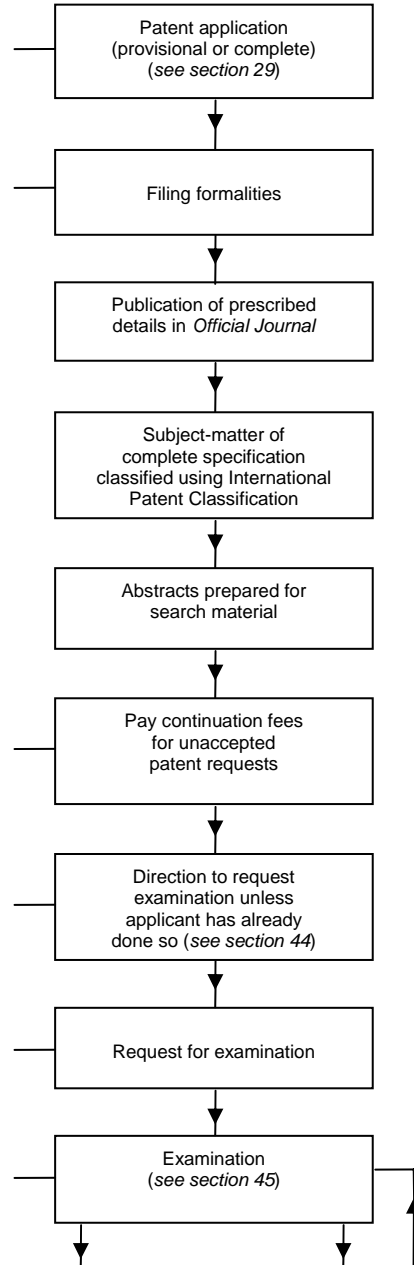 Patent application
(provisional or complete)
(see section 29)
Filing formalities
Publication of prescribed
details in Official Journal
Subject-matter of
complete specification
classified using International
Patent Classification
Abstracts prepared for
search material
Pay continuation fees
for unaccepted
patent requests
Direction to request
examination unless
applicant has already
done so (see section 44)
Request for examination
Examination
(see section 45)